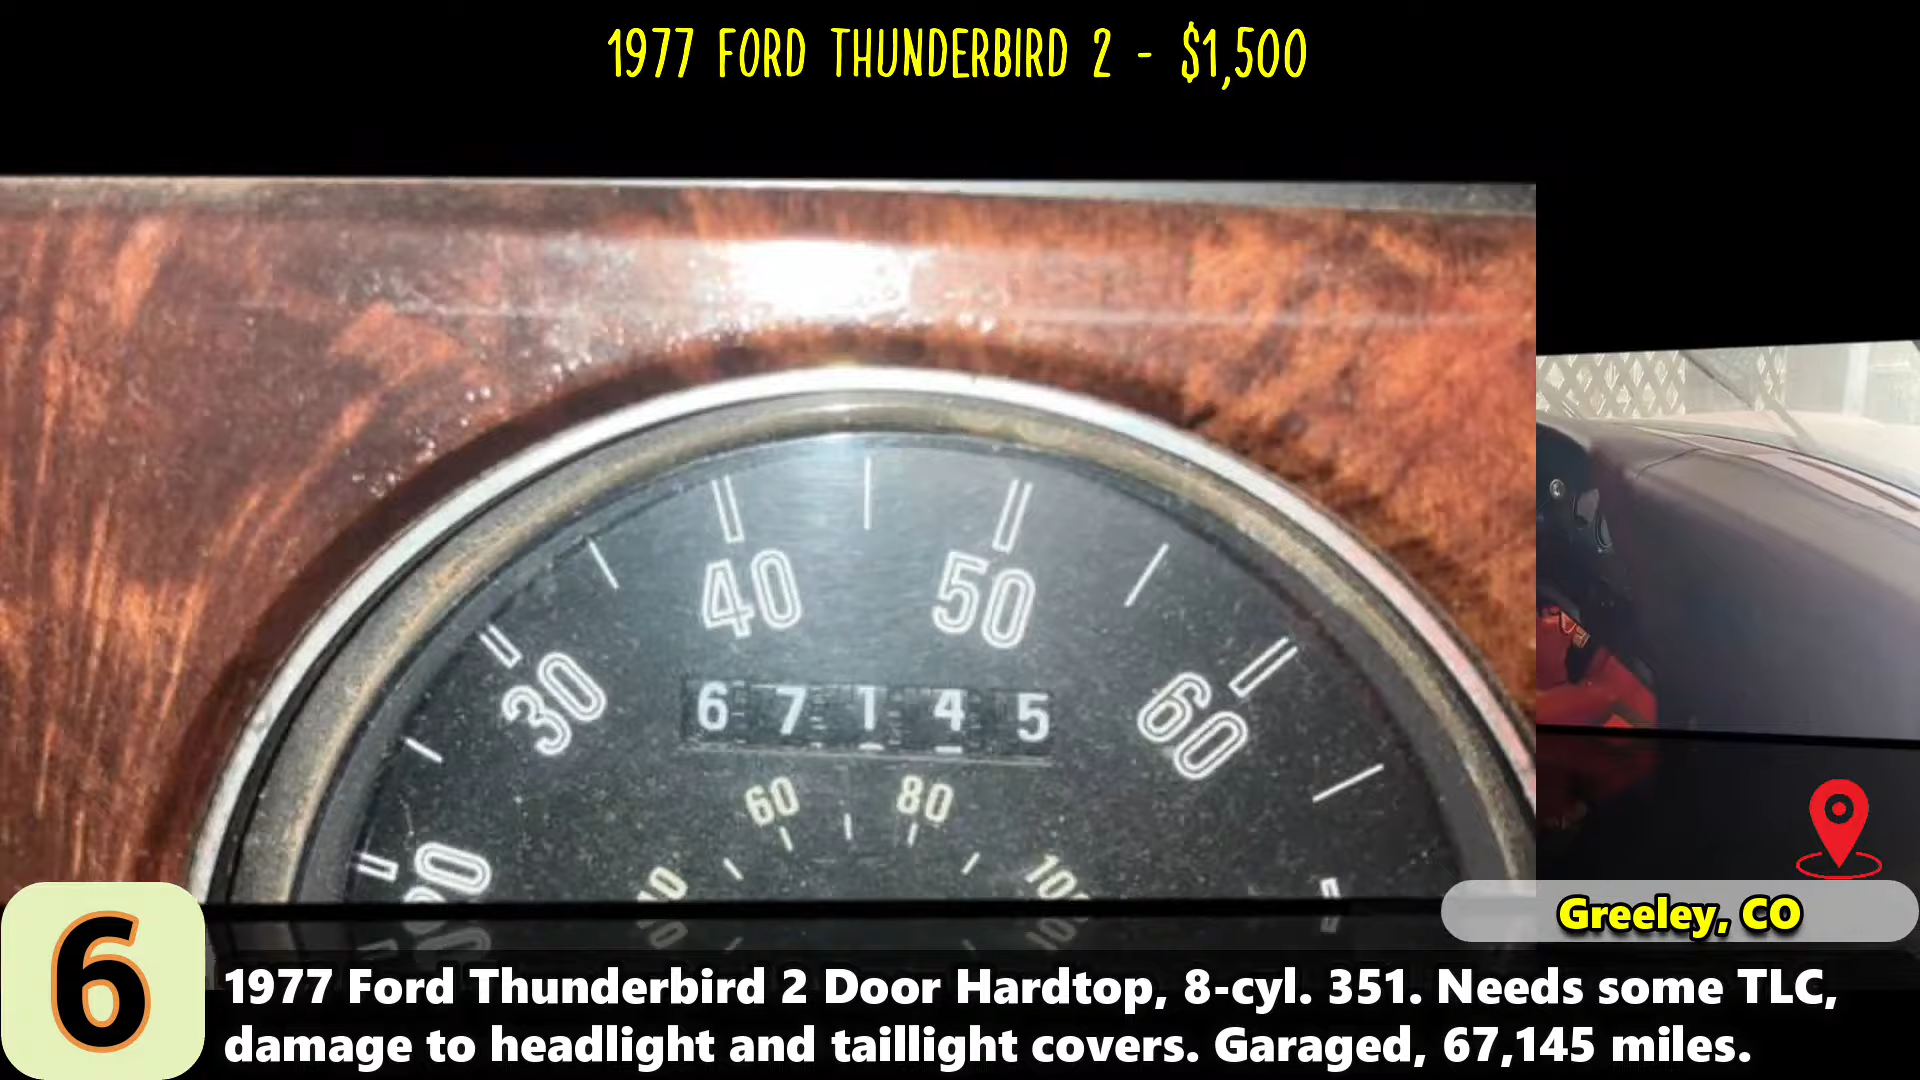 1977 FORD THUNDERBIRD 2 - $1,500
40 50
30 60
6 7 1 4 5
60 80
100
Greeley, CO
6
1977 Ford Thunderbird 2 Door Hardtop, 8-cyl. 351. Needs some TLC,
damage to headlight and taillight covers. Garaged, 67,145 miles.